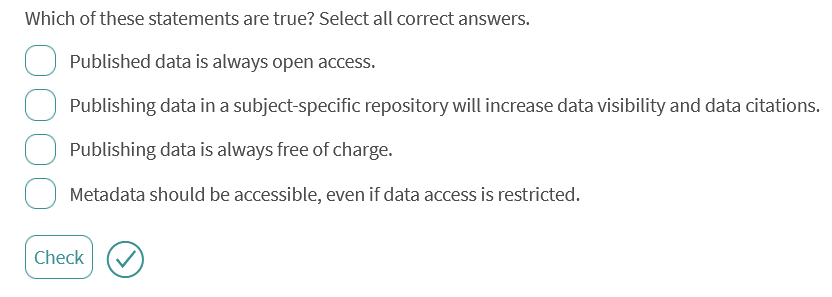 Which of these statements are true? Select all correct answers.
Published data is always open access.
Publishing data in a subject-specific repository will increase data visibility and data citations.
Publishing data is always free of charge.
Metadata should be accessible, even if data access is restricted.
Check